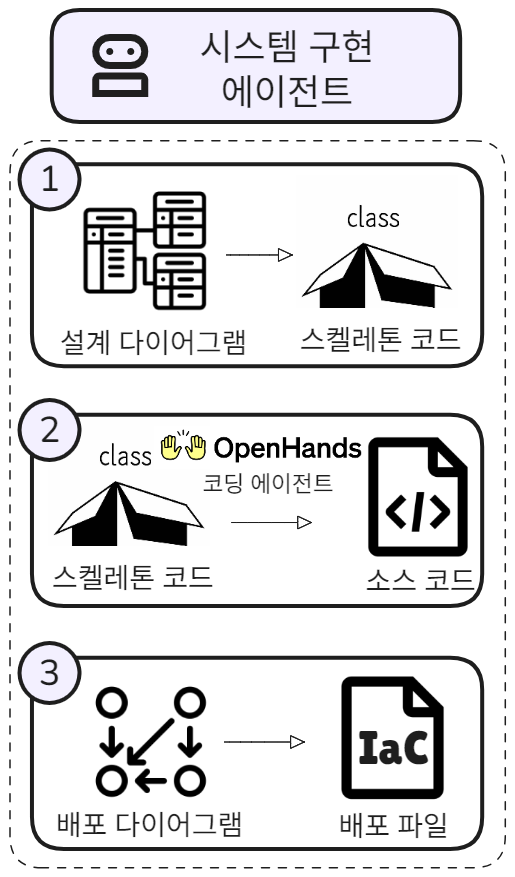 시스템 구현
에이전트
1
class
설계 다이어그램
스켈레톤 코드
2
class
OpenHands
코딩 에이전트
</>
스켈레톤 코드
소스 코드
3
IaC
배포 다이어그램
배포 파일